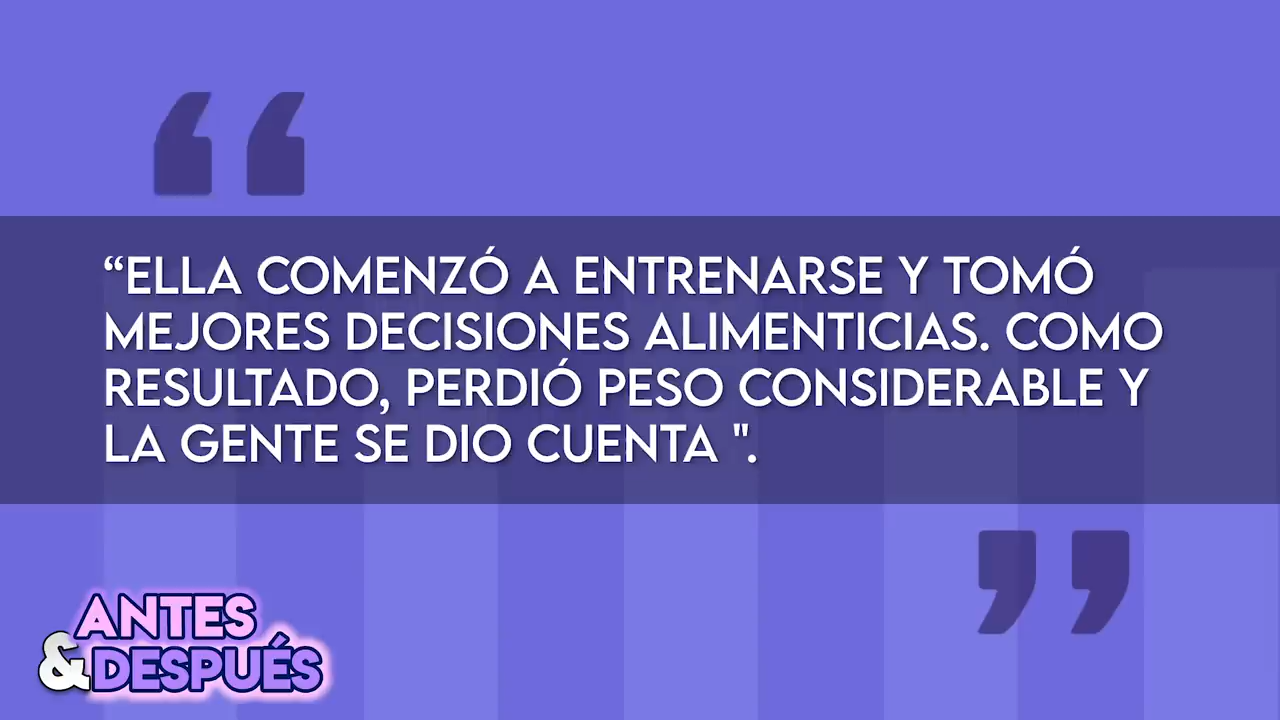 “ELLA COMENZÓ A ENTRENARSE Y TOMÓ
MEJORES DECISIONES ALIMENTICIAS. COMO
RESULTADO, PERDIÓ PESO CONSIDERABLE Y
LA GENTE SE DIO CUENTA ".
ANTES
&DESPUÉS